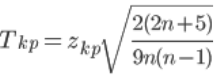 T_{kp} = z_{kp} \sqrt{\frac{2(2n+5)}{9n(n-1)}}